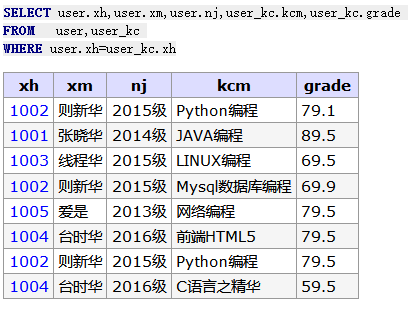 SELECT user.xh,user.xm,user.nj,user_kc.kcm,user_kc.grade
FROM user,user_kc
WHERE user.xh=user_kc.xh
xh xm nj kcm grade
1002 则新华 2015级 Python编程 79.1
1001 张晓华 2014级 JAVA编程 89.5
1003 线程华 2015级 LINUX编程 69.5
1002 则新华 2015级 Mysql数据库编程 69.9
1005 爱是 2013级 网络编程 79.5
1004 台时华 2016级 前端HTML5 79.5
1002 则新华 2015级 Python编程 79.5
1004 台时华 2016级 C语言之精华 59.5